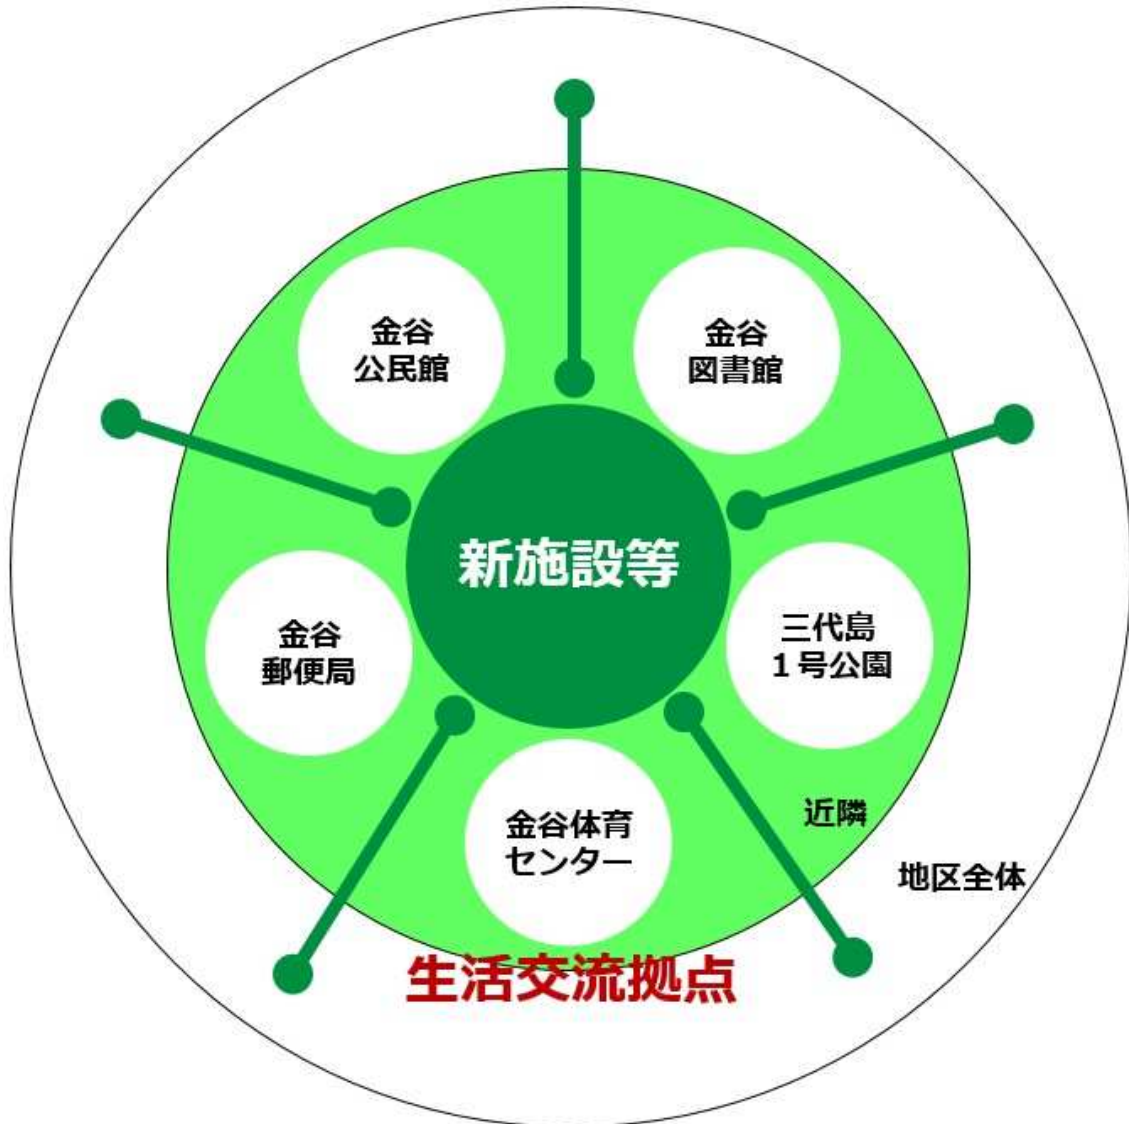 金谷
公民館
金谷
図書館
新施設等
金谷
郵便局
三代島
１号公園
金谷体育
センター
近隣
地区全体
生活交流拠点